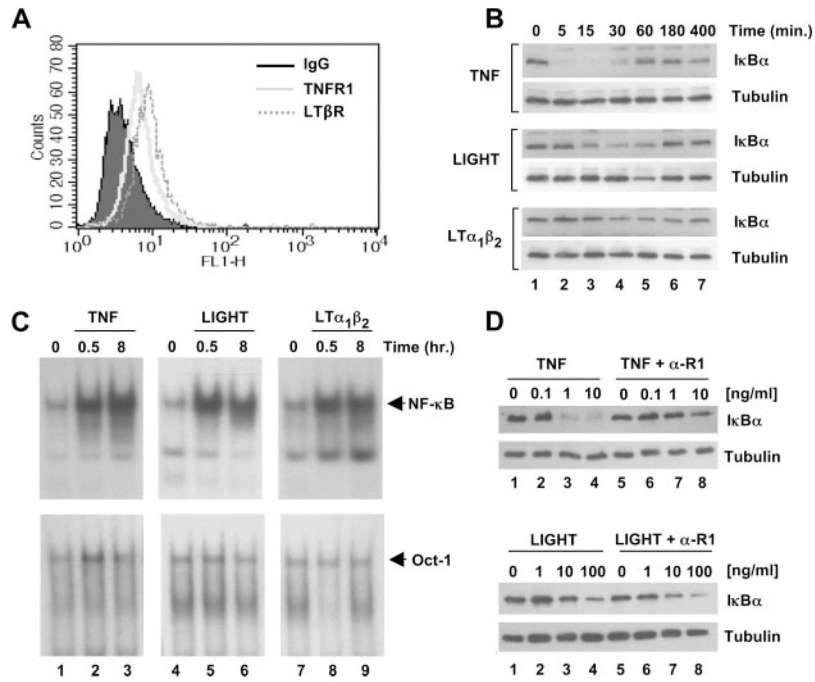 A
80
70
60
50
40
30
20
10
0
Counts
IgG
TNFR1
LTβR
10⁰ 10¹ 10² 10³ 10⁴
FL1-H
B
0 5 15 30 60 180 400 Time (min.)
TNF
IκBα
Tubulin
LIGHT
IκBα
Tubulin
LTα₁β₂
IκBα
Tubulin
1 2 3 4 5 6 7
C
TNF LIGHT LTα₁β₂
0 0.5 8 0 0.5 8 0 0.5 8 Time (hr.)
NF-κB
Oct-1
1 2 3 4 5 6 7 8 9
D
TNF TNF + α-R1
0 0.1 1 10 0 0.1 1 10 [ng/ml]
IκBα
Tubulin
1 2 3 4 5 6 7 8
LIGHT LIGHT + α-R1
0 1 10 100 0 1 10 100 [ng/ml]
IκBα
Tubulin
1 2 3 4 5 6 7 8